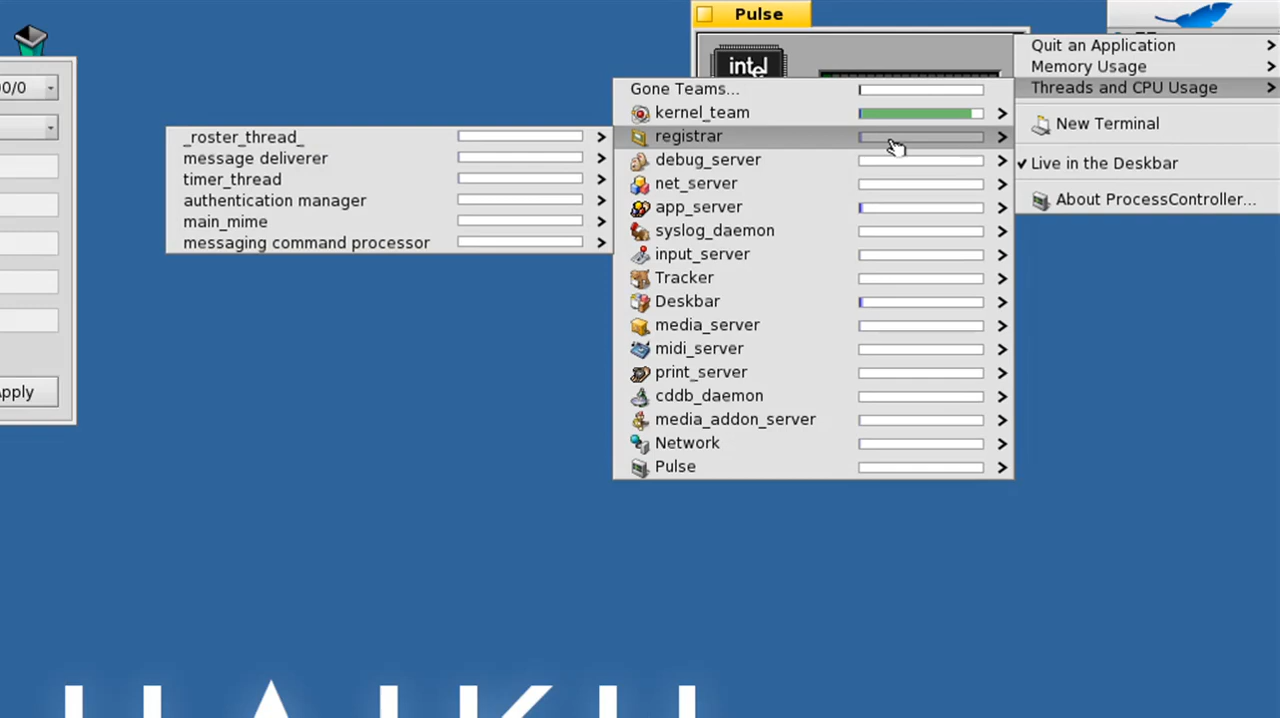 Pulse
00/0
Apply
intel
Quit an Application
Memory Usage
Threads and CPU Usage
New Terminal
Live in the Deskbar
About ProcessController...
Gone Teams...
kernel_team
registrar
debug_server
net_server
app_server
syslog_daemon
input_server
Tracker
Deskbar
media_server
midi_server
print_server
cddb_daemon
media_addon_server
Network
Pulse
_roster_thread_
message deliverer
timer_thread
authentication manager
main_mime
messaging command processor
HAIKU